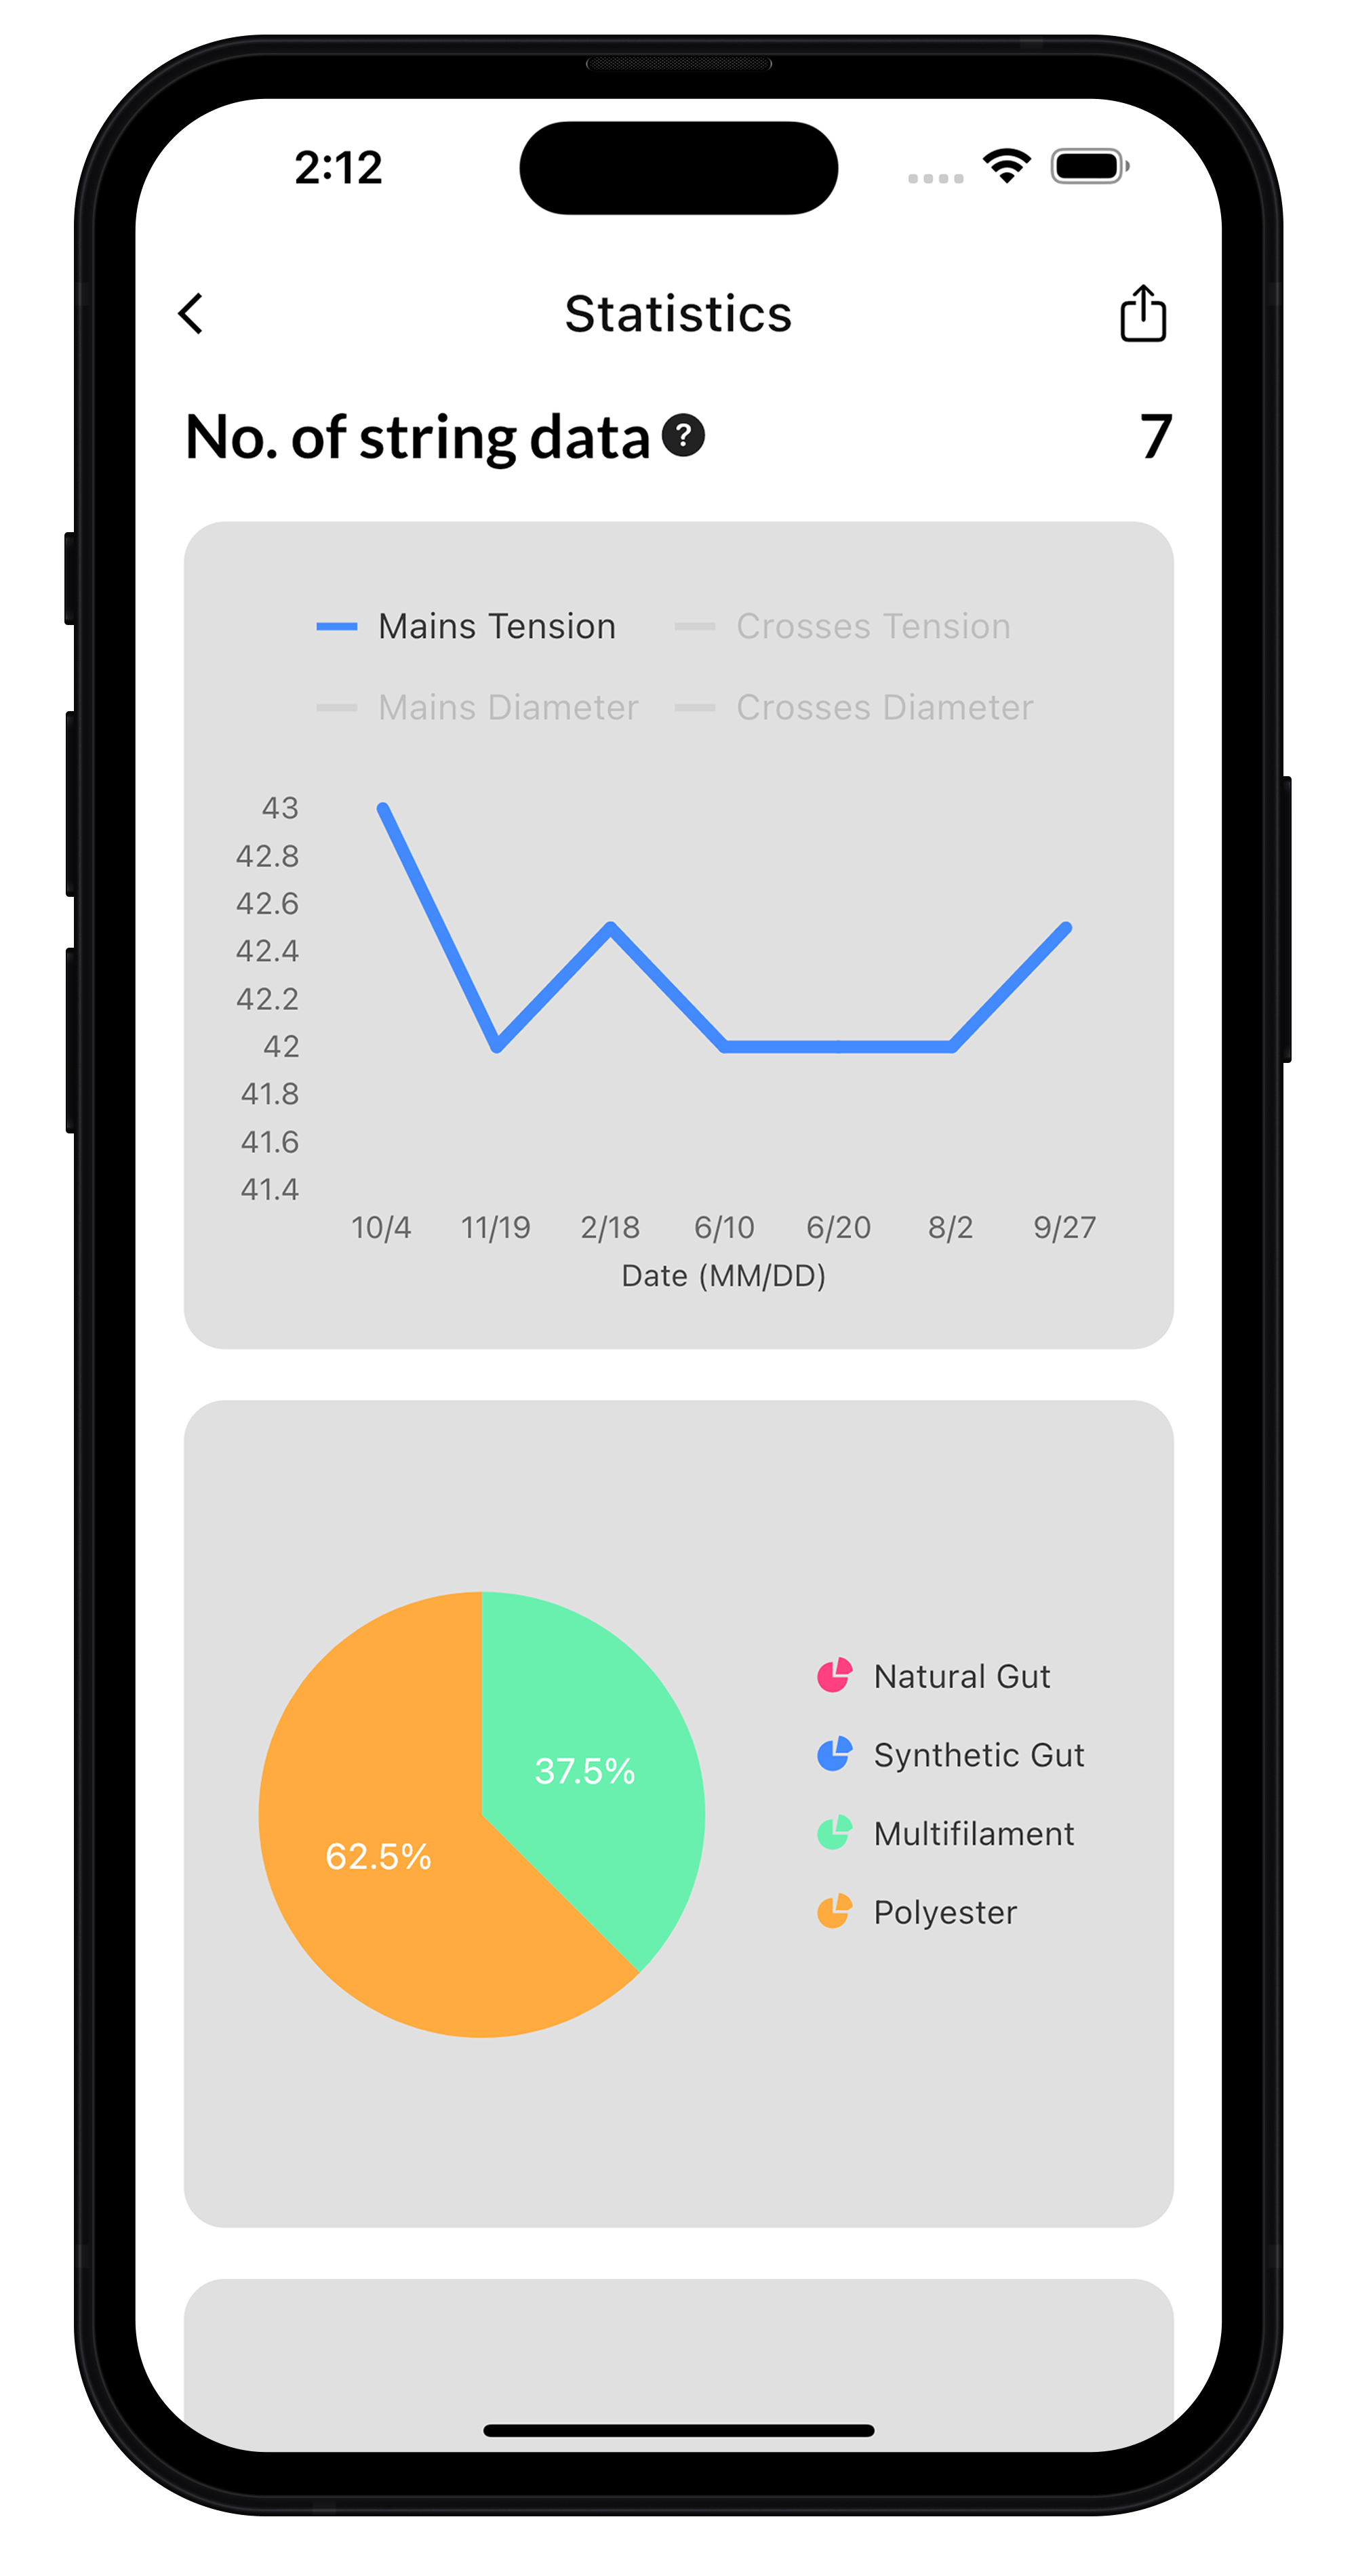 2:12
Statistics
No. of string data ? 7
Mains Tension Crosses Tension
Mains Diameter Crosses Diameter
43
42.8
42.6
42.4
42.2
42
41.8
41.6
41.4
10/4 11/19 2/18 6/10 6/20 8/2 9/27
Date (MM/DD)
37.5%
62.5%
Natural Gut
Synthetic Gut
Multifilament
Polyester